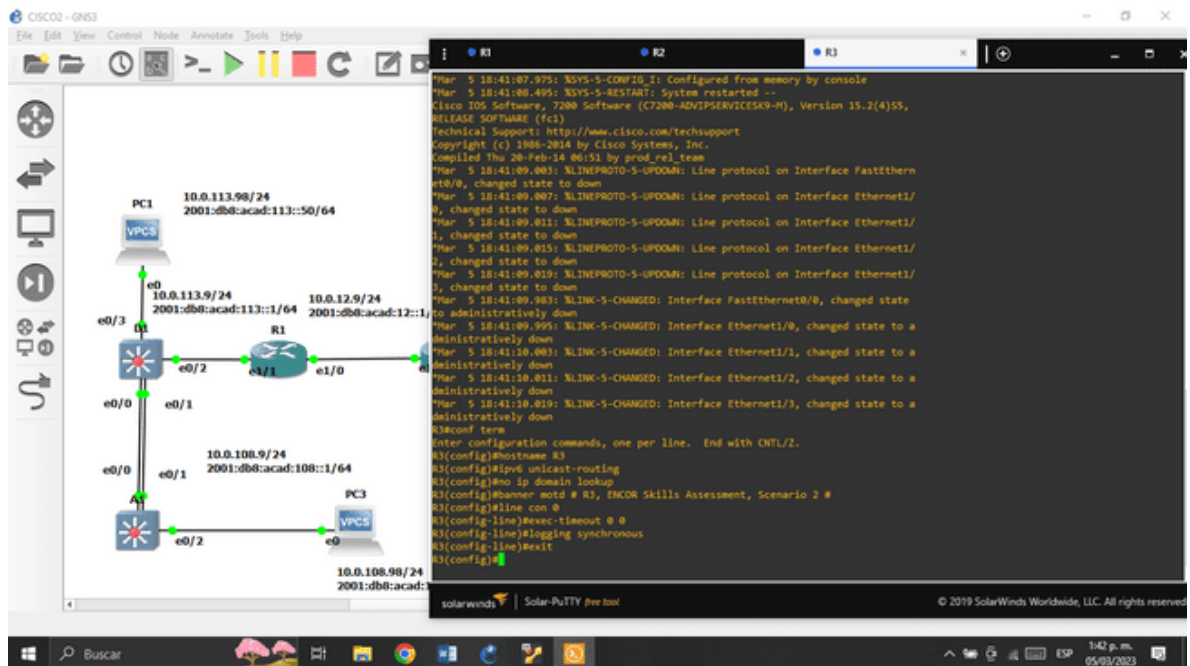 CISCO2 - GNS3
File Edit View Control Node Annotate Tools Help
R1
R2
R3
*Mar 5 18:41:07.975: %SYS-5-CONFIG_I: Configured from memory by console
*Mar 5 18:41:08.495: %SYS-5-RESTART: System restarted --
Cisco IOS Software, 7200 Software (C7200-ADVIPSERVICESK9-M), Version 15.2(4)S5,
RELEASE SOFTWARE (fc1)
Technical Support: http://www.cisco.com/techsupport
Copyright (c) 1986-2014 by Cisco Systems, Inc.
Compiled Thu 20-Feb-14 06:51 by prod_rel_team
*Mar 5 18:41:09.003: %LINEPROTO-5-UPDOWN: Line protocol on Interface FastEthern
et0/0, changed state to down
*Mar 5 18:41:09.007: %LINEPROTO-5-UPDOWN: Line protocol on Interface Ethernet1/
0, changed state to down
*Mar 5 18:41:09.011: %LINEPROTO-5-UPDOWN: Line protocol on Interface Ethernet1/
1, changed state to down
*Mar 5 18:41:09.015: %LINEPROTO-5-UPDOWN: Line protocol on Interface Ethernet1/
2, changed state to down
*Mar 5 18:41:09.019: %LINEPROTO-5-UPDOWN: Line protocol on Interface Ethernet1/
3, changed state to down
*Mar 5 18:41:09.983: %LINK-5-CHANGED: Interface FastEthernet0/0, changed state
to administratively down
*Mar 5 18:41:09.995: %LINK-5-CHANGED: Interface Ethernet1/0, changed state to a
dministratively down
*Mar 5 18:41:10.003: %LINK-5-CHANGED: Interface Ethernet1/1, changed state to a
dministratively down
*Mar 5 18:41:10.011: %LINK-5-CHANGED: Interface Ethernet1/2, changed state to a
dministratively down
*Mar 5 18:41:10.019: %LINK-5-CHANGED: Interface Ethernet1/3, changed state to a
dministratively down
R3#conf term
Enter configuration commands, one per line. End with CNTL/Z.
R3(config)#hostname R3
R3(config)#ipv6 unicast-routing
R3(config)#no ip domain lookup
R3(config)#banner motd # R3, ENCOR Skills Assessment, Scenario 2 #
R3(config)#line con 0
R3(config-line)#exec-timeout 0 0
R3(config-line)#logging synchronous
R3(config-line)#exit
R3(config)#
solarwinds Solar-PuTTY free tool
© 2019 SolarWinds Worldwide, LLC. All rights reserved
PC1
10.0.113.98/24
2001:db8:acad:113::50/64
VPCS
e0
10.0.113.9/24
2001:db8:acad:113::1/64
10.0.12.9/24
2001:db8:acad:12::1/
e0/3
D1
R1
e0/2
e1/1
e1/0
e0/0
e0/1
10.0.108.9/24
2001:db8:acad:108::1/64
e0/0
e0/1
A1
PC3
VPCS
e0/2
e0
10.0.108.98/24
2001:db8:acad:1
Buscar
ESP
1:42 p. m.
05/03/2023